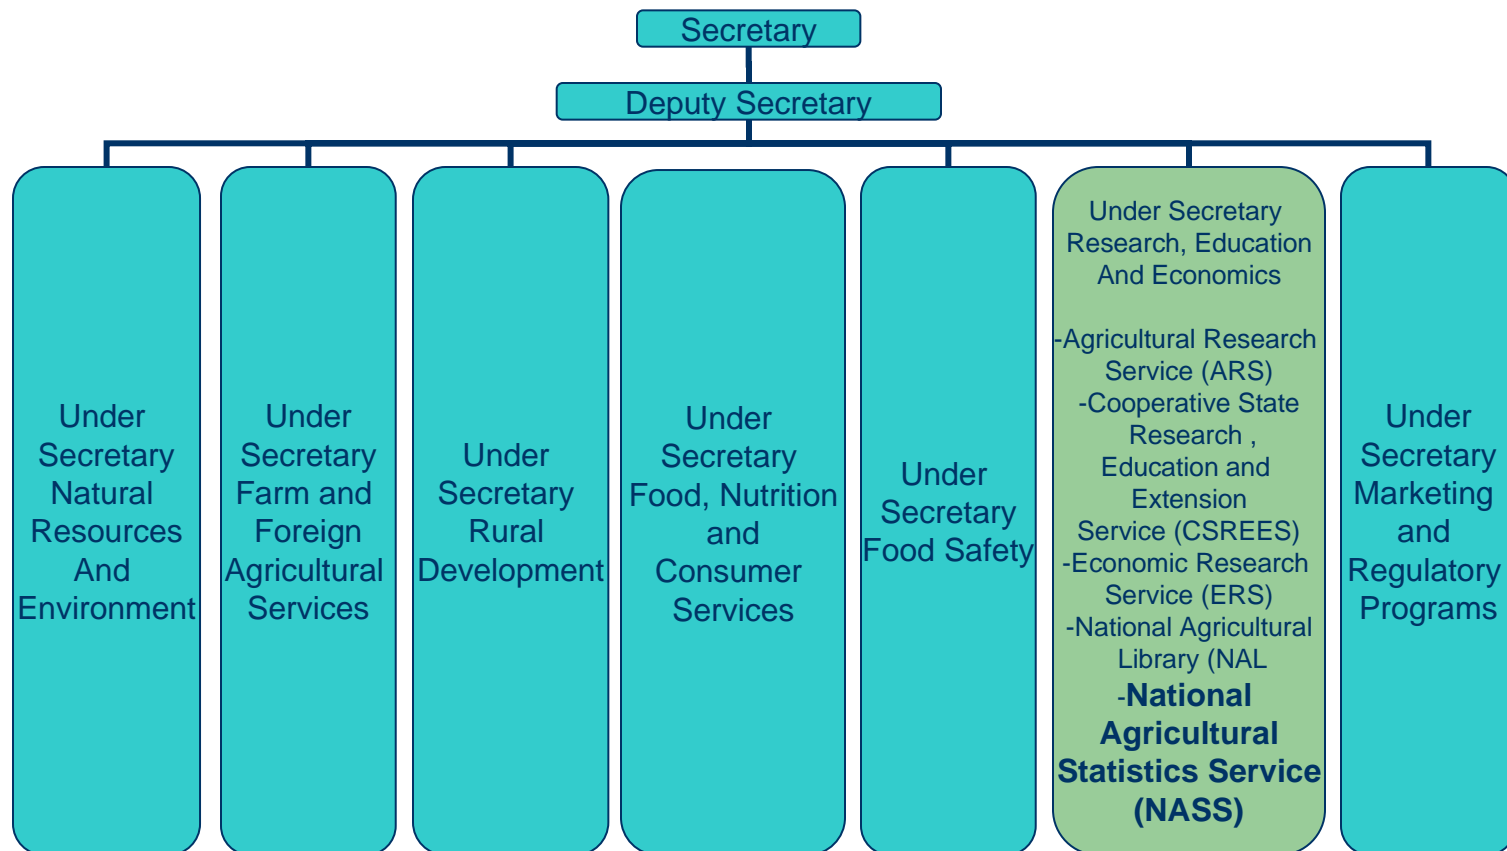 Secretary
Deputy Secretary
Under
Secretary
Natural
Resources
And
Environment
Under
Secretary
Farm and
Foreign
Agricultural
Services
Under
Secretary
Rural
Development
Under
Secretary
Food, Nutrition
and
Consumer
Services
Under
Secretary
Food Safety
Under Secretary
Research, Education
And Economics
-Agricultural Research
Service (ARS)
-Cooperative State
Research ,
Education and
Extension
Service (CSREES)
-Economic Research
Service (ERS)
-National Agricultural
Library (NAL
-National
Agricultural
Statistics Service
(NASS)
Under
Secretary
Marketing
and
Regulatory
Programs